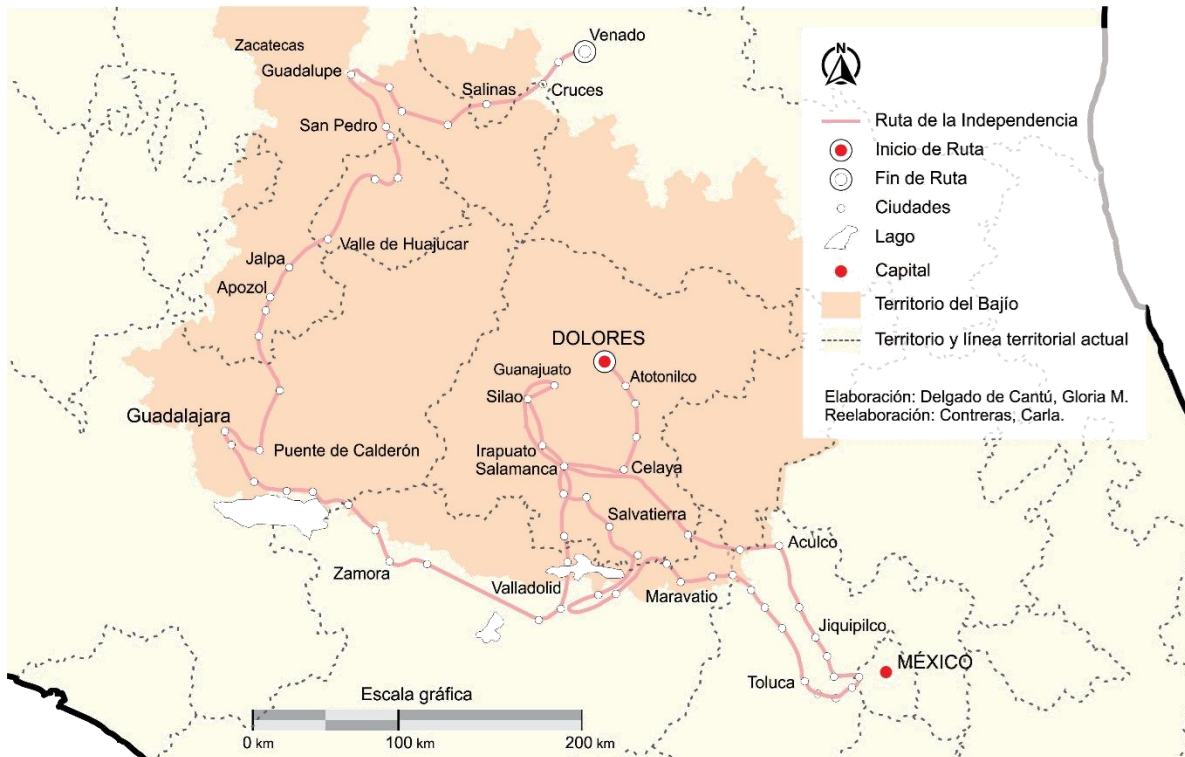 Venado
Zacatecas
Guadalupe
Salinas
Cruces
San Pedro
Valle de Huajucar
Jalpa
Apozol
DOLORES
Guanajuato
Atotonilco
Silao
Guadalajara
Puente de Calderón
Irapuato
Salamanca
Celaya
Salvatierra
Aculco
Zamora
Valladolid
Maravatio
Jiquipilco
Toluca
MÉXICO
Escala gráfica
0 km
100 km
200 km
N
Ruta de la Independencia
Inicio de Ruta
Fin de Ruta
Ciudades
Lago
Capital
Territorio del Bajío
Territorio y línea territorial actual
Elaboración: Delgado de Cantú, Gloria M.
Reelaboración: Contreras, Carla.